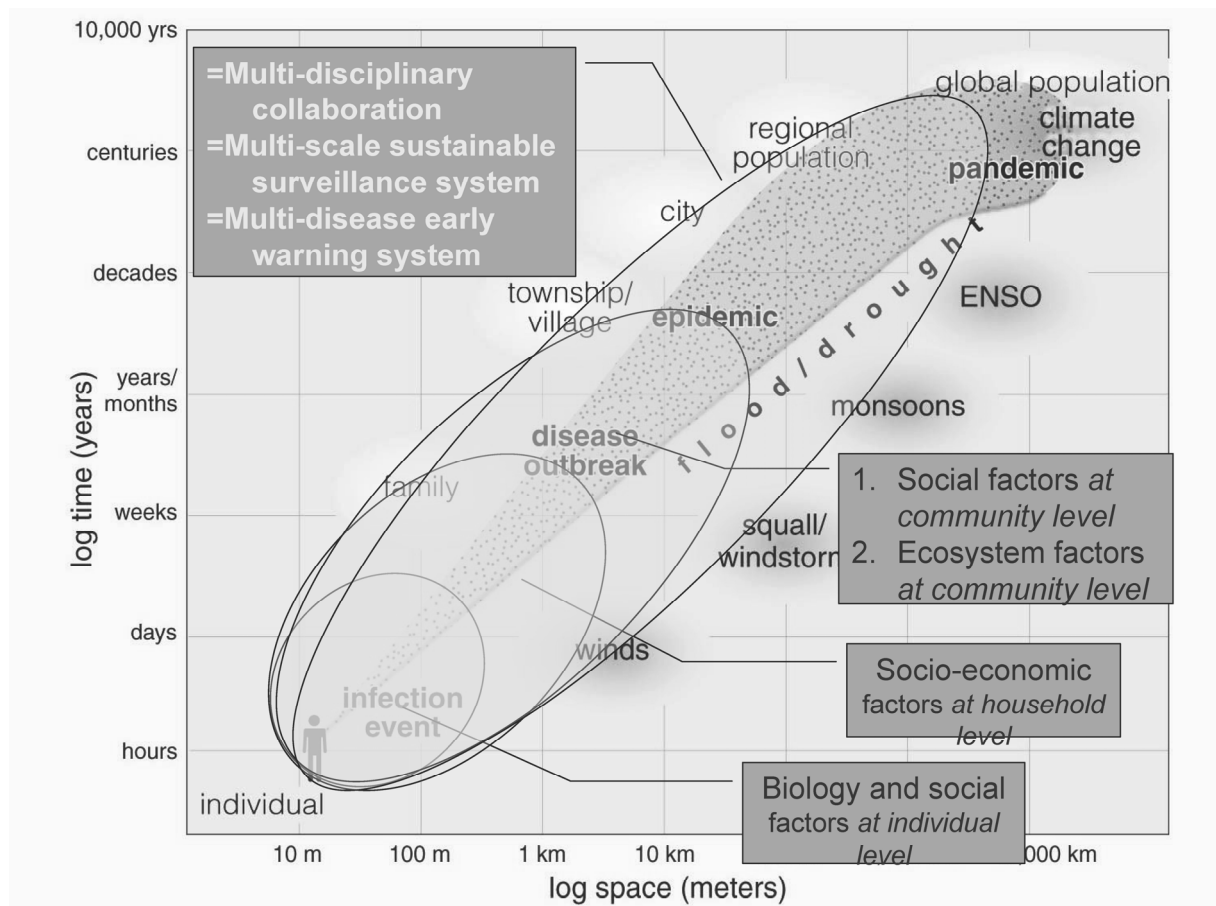 10,000 yrs
centuries
decades
years/
months
weeks
days
hours
log time (years)
=Multi-disciplinary
collaboration
=Multi-scale sustainable
surveillance system
=Multi-disease early
warning system
global population
climate
change
pandemic
regional
population
city
ENSO
township/
village
epidemic
flood/drought
monsoons
disease
outbreak
family
squall/
windstorm
1. Social factors at
community level
2. Ecosystem factors
at community level
winds
Socio-economic
factors at household
level
infection
event
Biology and social
factors at individual
level
individual
10 m
100 m
1 km
10 km
000 km
log space (meters)